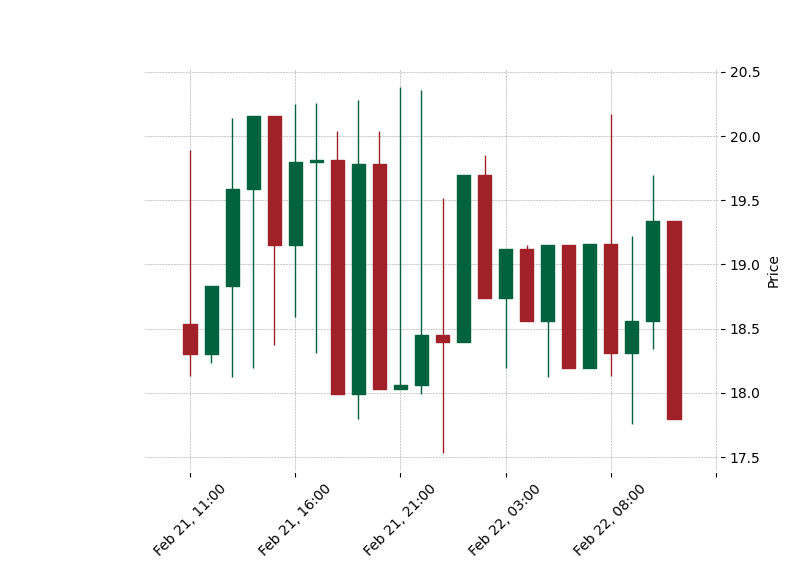 20.5
20.0
19.5
19.0
18.5
18.0
17.5
Price
Feb 21, 11:00
Feb 21, 16:00
Feb 21, 21:00
Feb 22, 03:00
Feb 22, 08:00